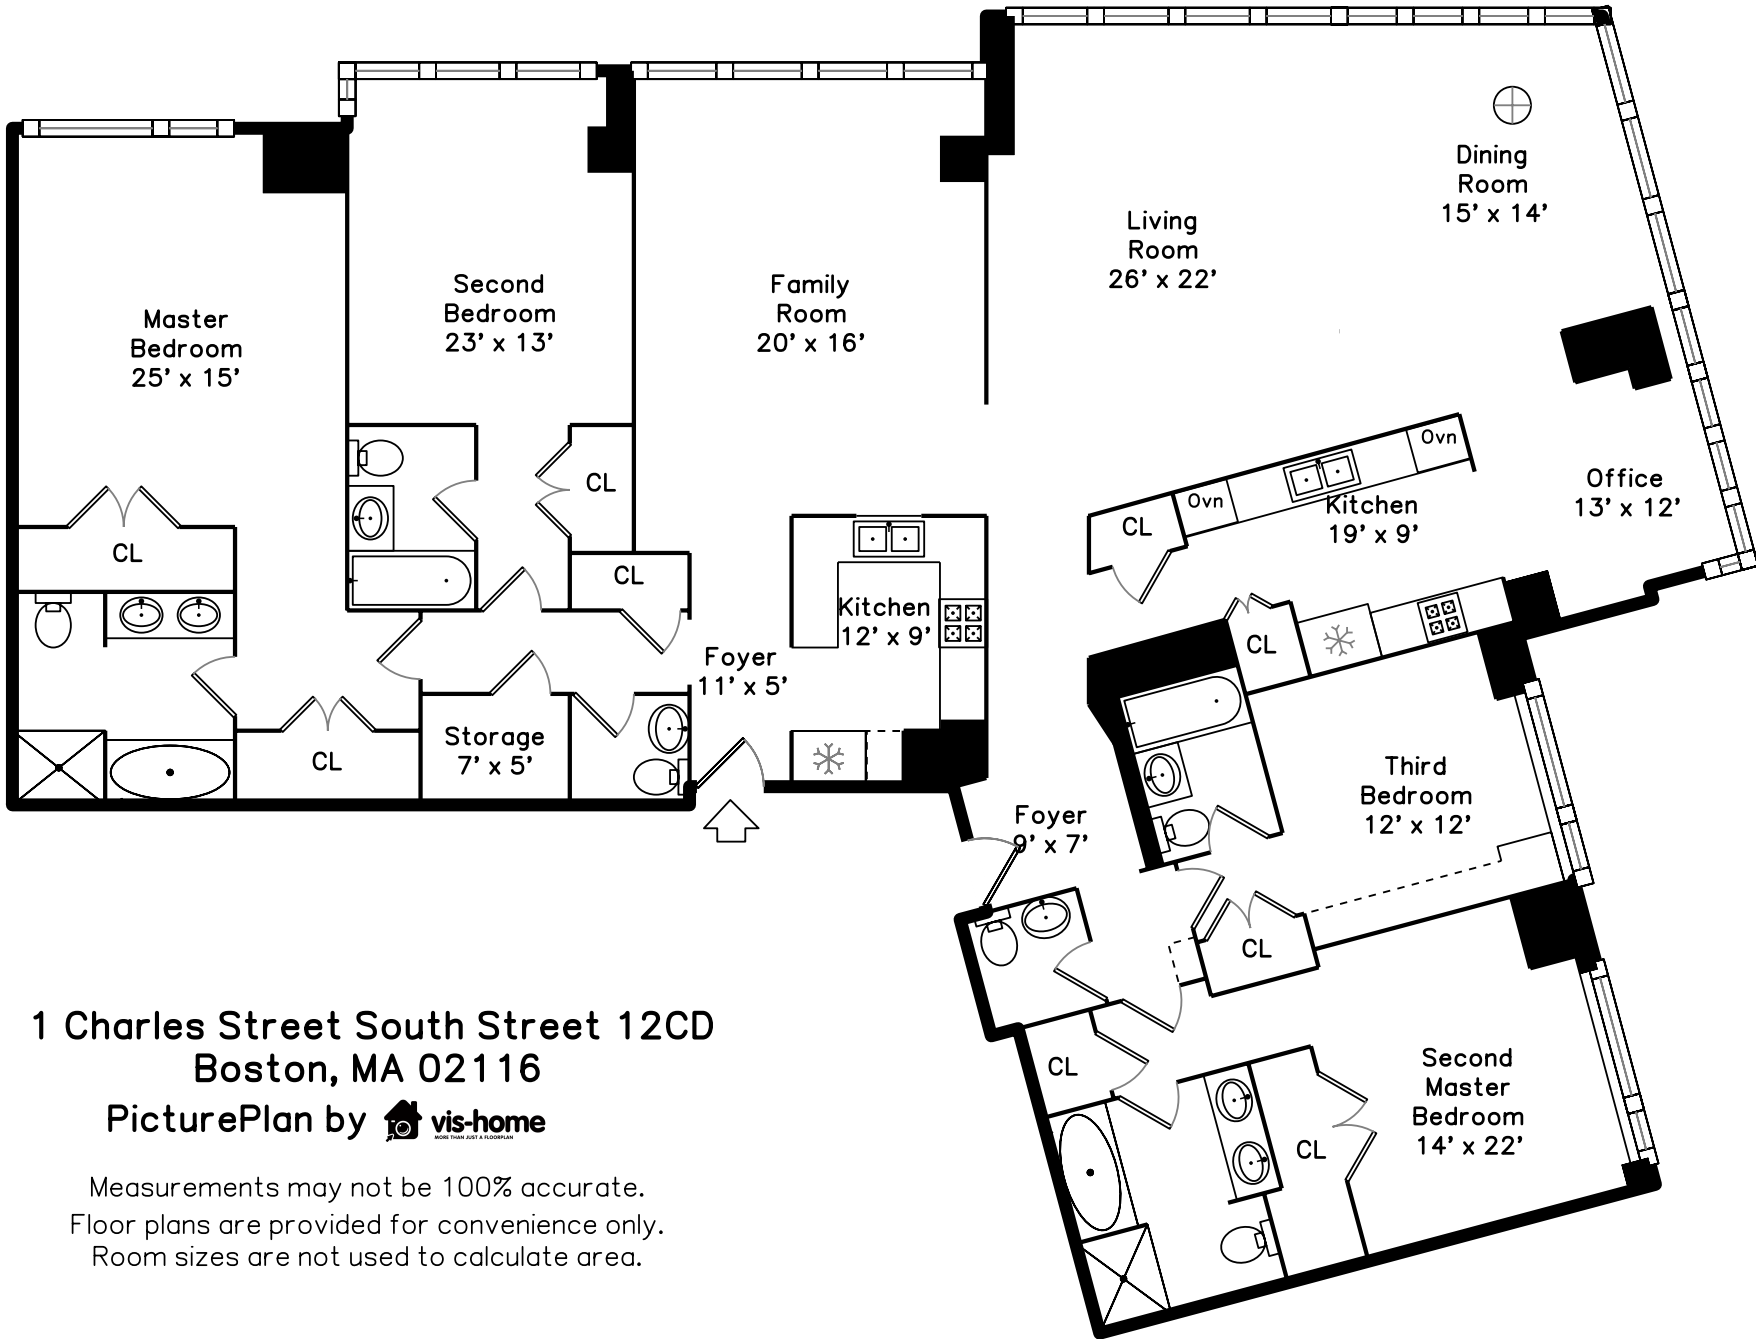 Dining
Room
15' x 14'
Living
Room
26' x 22'
Second
Bedroom
23' x 13'
Family
Room
20' x 16'
Master
Bedroom
25' x 15'
Ovn
CL
Office
13' x 12'
Ovn
Kitchen
19' x 9'
CL
CL
CL
Kitchen
12' x 9'
CL
Foyer
11' x 5'
Storage
7' x 5'
CL
Third
Bedroom
12' x 12'
Foyer
9' x 7'
CL
1 Charles Street South Street 12CD
Boston, MA 02116
PicturePlan by vis-home
MORE THAN JUST A FLOORPLAN
CL
Second
Master
Bedroom
14' x 22'
CL
Measurements may not be 100% accurate.
Floor plans are provided for convenience only.
Room sizes are not used to calculate area.